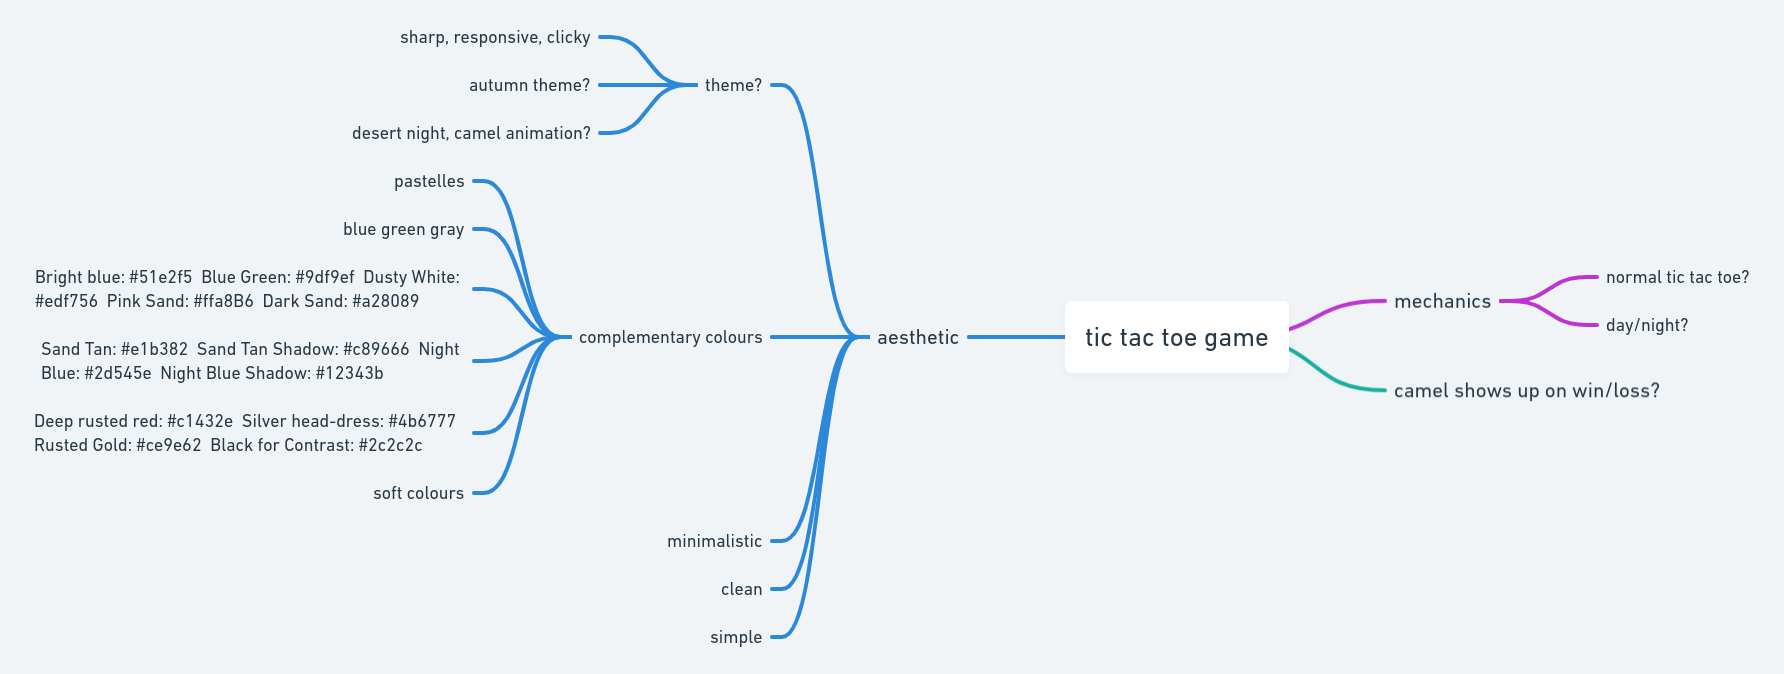 sharp, responsive, clicky
autumn theme?
theme?
desert night, camel animation?
pastelles
blue green gray
Bright blue: #51e2f5  Blue Green: #9df9ef  Dusty White:
#edf756  Pink Sand: #ffa8B6  Dark Sand: #a28089
complementary colours
Sand Tan: #e1b382  Sand Tan Shadow: #c89666  Night
Blue: #2d545e  Night Blue Shadow: #12343b
Deep rusted red: #c1432e  Silver head-dress: #4b6777
Rusted Gold: #ce9e62  Black for Contrast: #2c2c2c
soft colours
aesthetic
minimalistic
clean
simple
tic tac toe game
mechanics
normal tic tac toe?
day/night?
camel shows up on win/loss?